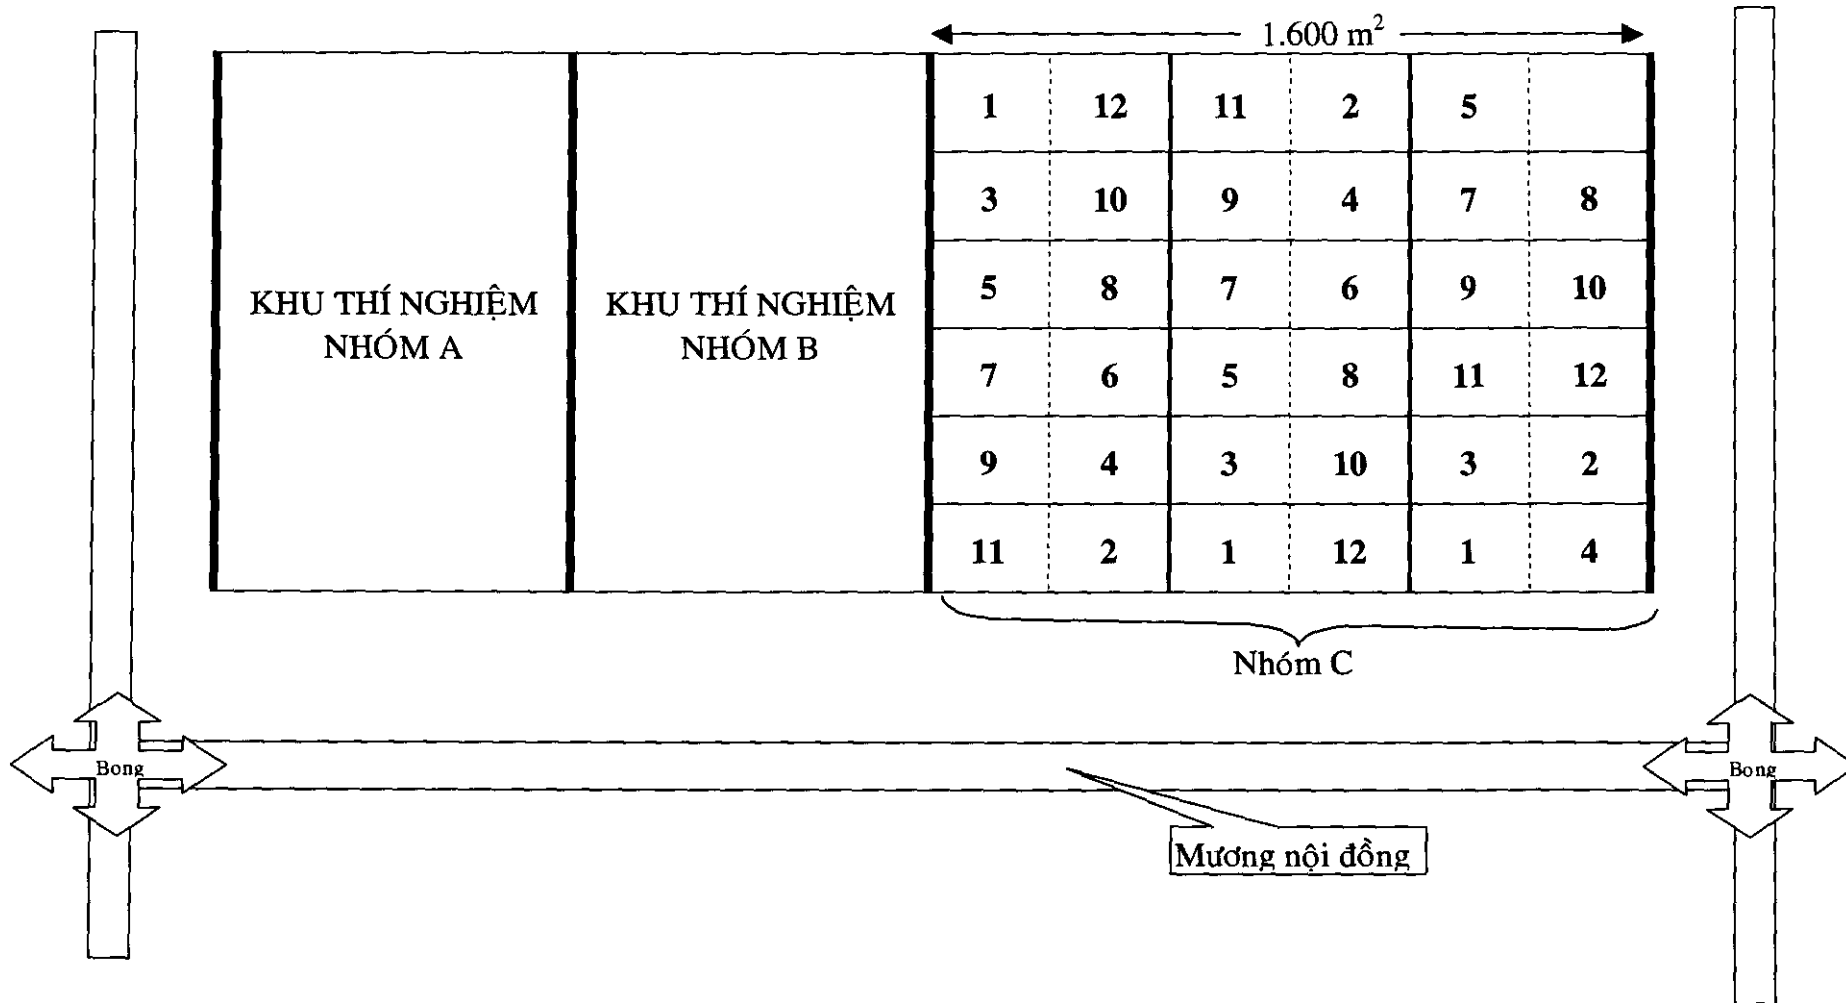 1.600 m²
1 12 11 2 5
3 10 9 4 7 8
KHU THÍ NGHIỆM
NHÓM A
KHU THÍ NGHIỆM
NHÓM B
5 8 7 6 9 10
7 6 5 8 11 12
9 4 3 10 3 2
11 2 1 12 1 4
Nhóm C
Bong
Bong
Mương nội đồng